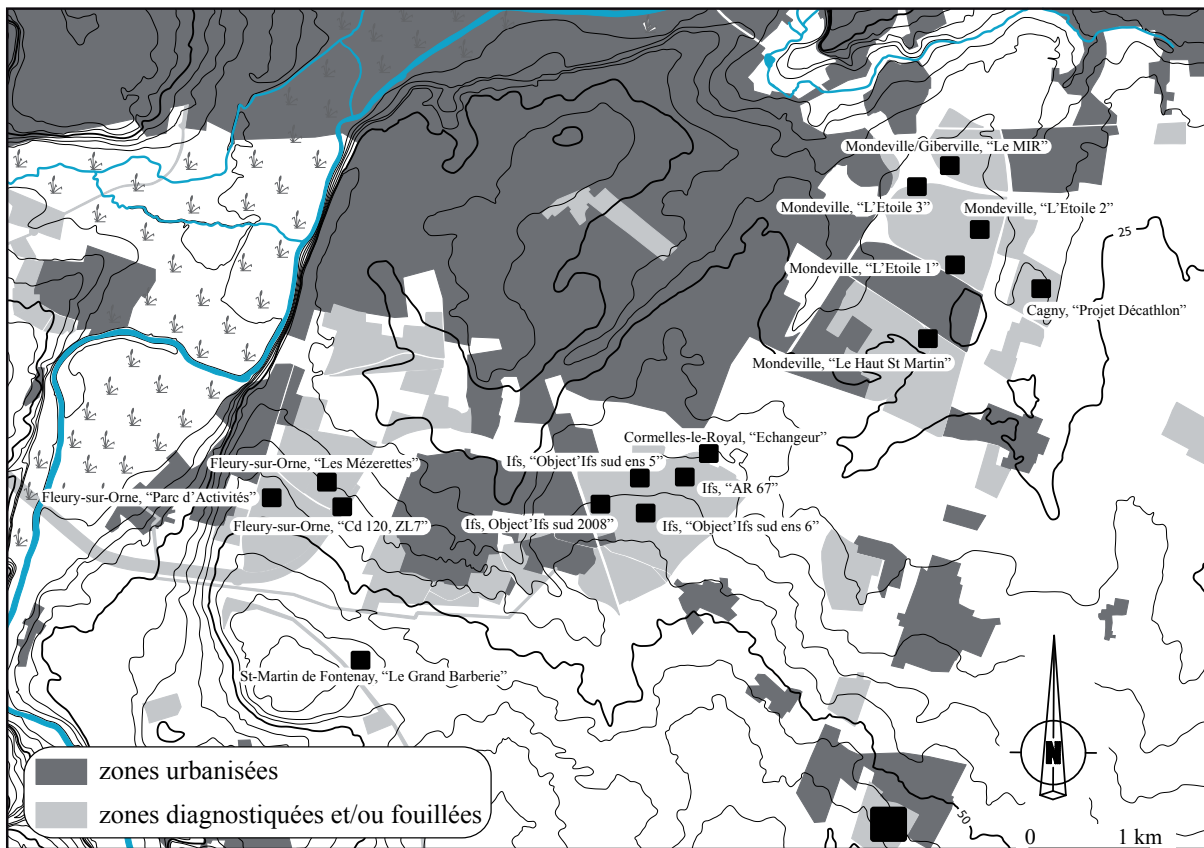 Mondeville/Giberville, “Le MIR”
Mondeville, “L’Etoile 3”
Mondeville, “L’Etoile 2”
25
Mondeville, “L’Etoile 1”
Cagny, “Projet Décathlon”
Mondeville, “Le Haut St Martin”
Cormelles-le-Royal, “Echangeur”
Fleury-sur-Orne, “Les Mézerettes”
Ifs, “Object’Ifs sud ens 5”
Ifs, “AR 67”
Fleury-sur-Orne, “Parc d’Activités”
Fleury-sur-Orne, “Cd 120, ZL7”
Ifs, Object’Ifs sud 2008”
Ifs, “Object’Ifs sud ens 6”
St-Martin de Fontenay, “Le Grand Barberie”
N
zones urbanisées
zones diagnostiquées et/ou fouillées
50
0 1 km